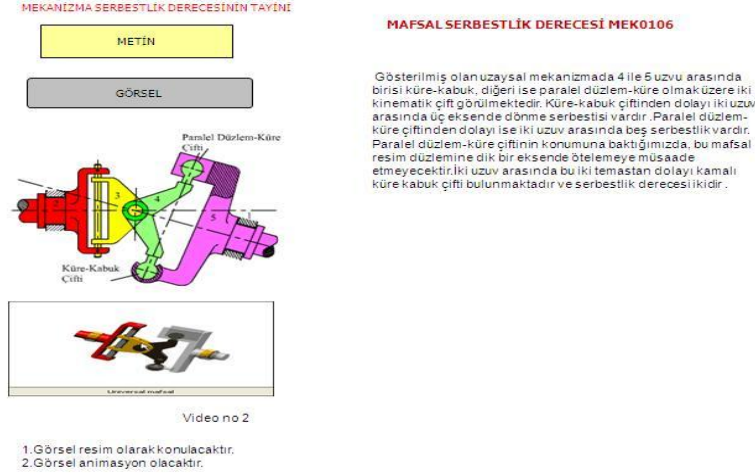 MEKANİZMA SERBESTLİK DERECESİNİN TAYİNİ
METİN
GÖRSEL
Paralel Düzlem-Küre
Çifti
2
3
4
5
Küre-Kabuk
Çifti
Universal mafsal
Video no 2
1.Görsel resim olarak konulacaktır.
2.Görsel animasyon olacaktır.
MAFSAL SERBESTLİK DERECESİ MEK0106
Gösterilmiş olan uzaysal mekanizmada 4 ile 5 uzvu arasında
birisi küre-kabuk, diğeri ise paralel düzlem-küre olmak üzere iki
kinematik çift görülmektedir. Küre-kabuk çiftinden dolayı iki uzuv
arasında üç eksende dönme serbestisi vardır .Paralel düzlem-
küre çiftinden dolayı ise iki uzuv arasında beş serbestlik vardır.
Paralel düzlem-küre çiftinin konumuna baktığımızda, bu mafsal
resim düzlemine dik bir eksende ötelemeye müsaade
etmeyecektir.İki uzuv arasında bu iki temastan dolayı kamalı
küre kabuk çifti bulunmaktadır ve serbestlik derecesi ikidir .